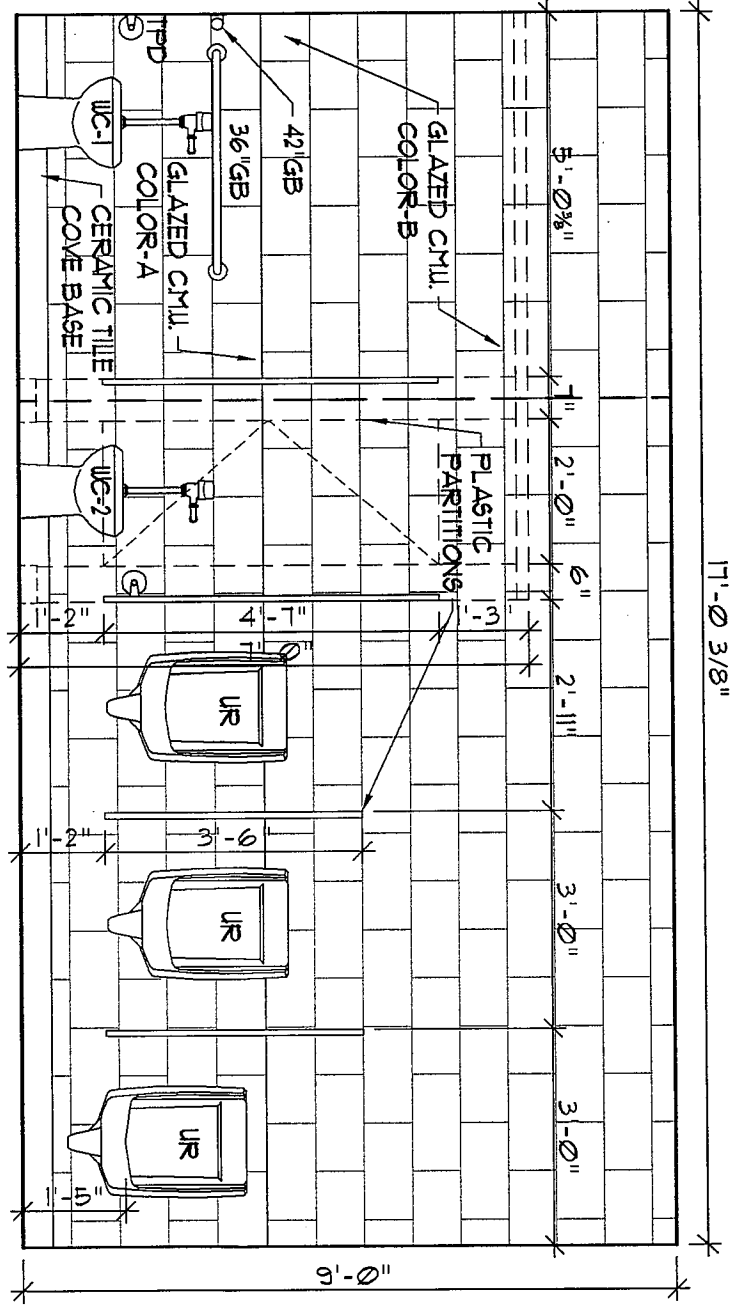 17'-0 3/8"
5'-0⅜"
7"
2'-0"
6"
2'-11"
3'-0"
3'-0"
GLAZED C.M.U.
COLOR-B
PLASTIC
PARTITIONS
42"GB
36"GB
GLAZED C.M.U.
COLOR-A
TPD
WC-1
CERAMIC TILE
COVE BASE
WC-2
1'-2"
4'-7"
1'-3"
7'-0"
UR
1'-2"
3'-6"
UR
UR
1'-5"
9'-0"